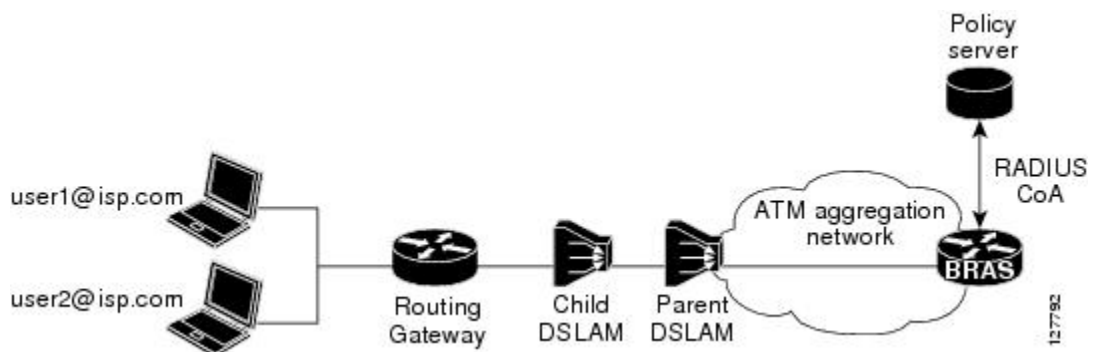 Policy
server
user1@isp.com
RADIUS
CoA
ATM aggregation
network
BRAS
user2@isp.com
Routing
Gateway
Child
DSLAM
Parent
DSLAM
127792